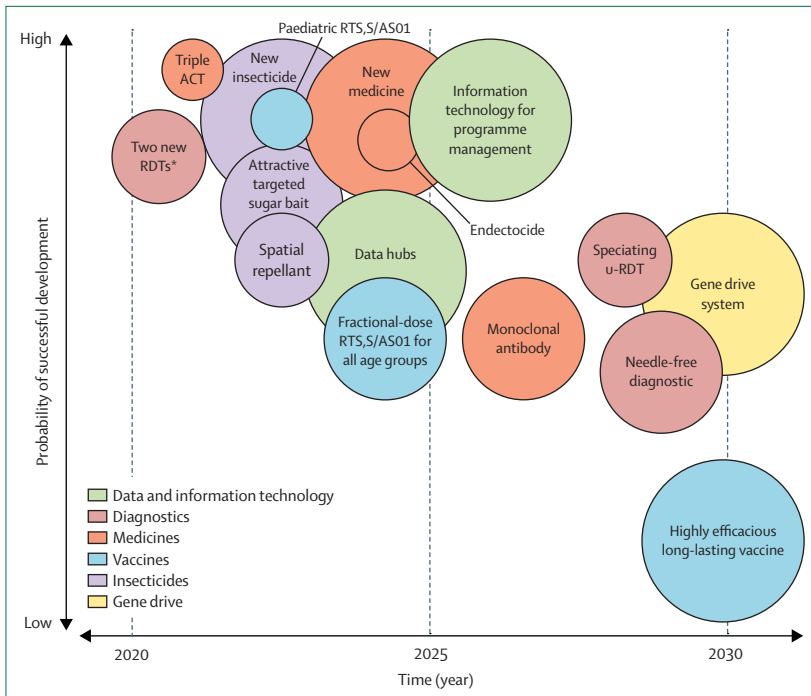 High
Probability of successful development
Low
Paediatric RTS,S/AS01
Triple
ACT
New
insecticide
New
medicine
Information
technology for
programme
management
Two new
RDTs*
Attractive
targeted
sugar bait
Endectocide
Spatial
repellant
Data hubs
Speciating
u-RDT
Gene drive
system
Fractional-dose
RTS,S/AS01 for
all age groups
Monoclonal
antibody
Needle-free
diagnostic
Highly efficacious
long-lasting vaccine
Data and information technology
Diagnostics
Medicines
Vaccines
Insecticides
Gene drive
2020
2025
2030
Time (year)